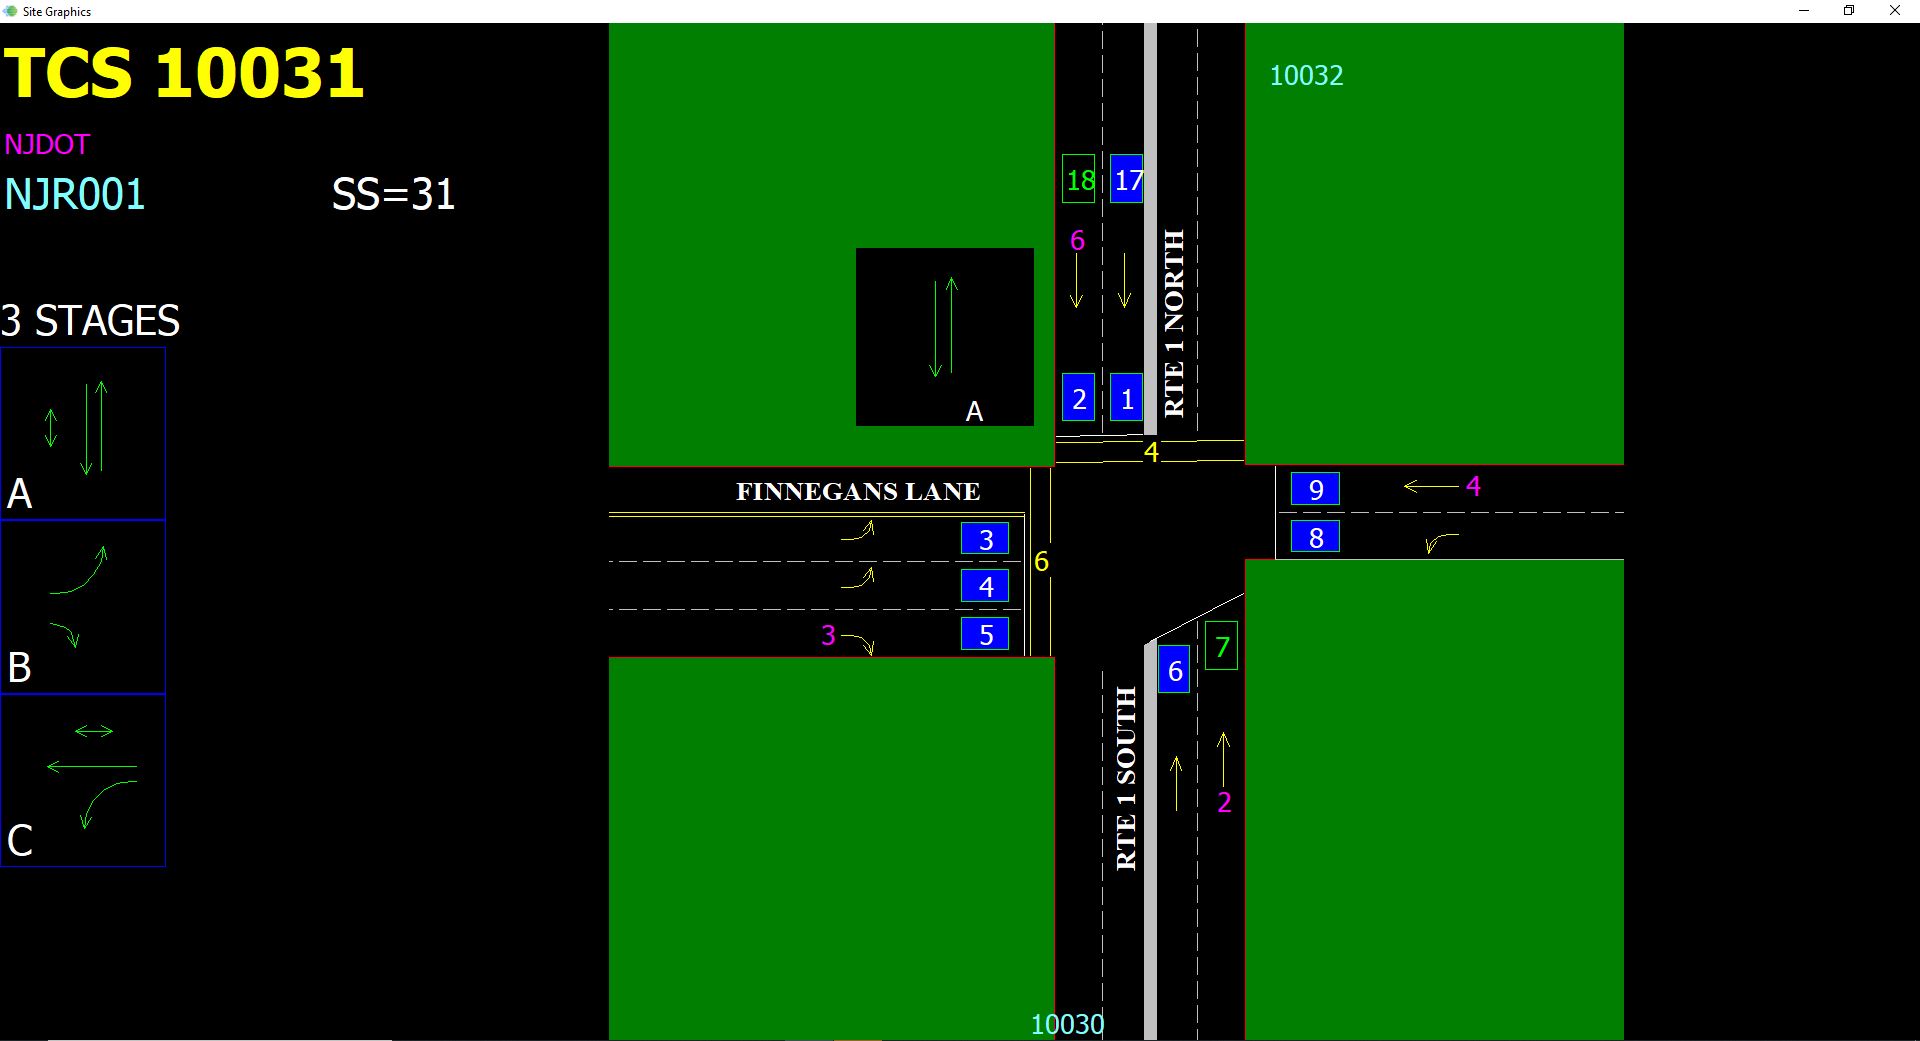 Site Graphics
TCS 10031
NJDOT
NJR001 SS=31
3 STAGES
A
B
C
10032
18 17
6
RTE 1 NORTH
A
2 1
4
FINNEGANS LANE
9 4
3
8
4
6
3 5
7
6
RTE 1 SOUTH
2
10030